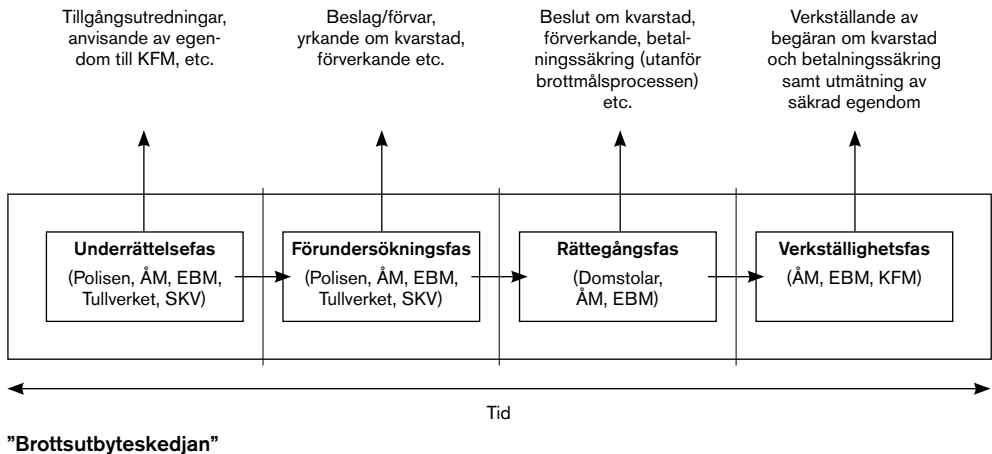 Tillgångsutredningar,
anvisande av egen-
dom till KFM, etc.
Beslag/förvar,
yrkande om kvarstad,
förverkande etc.
Beslut om kvarstad,
förverkande, betal-
ningssäkring (utanför
brottmålsprocessen)
etc.
Verkställande av
begäran om kvarstad
och betalningssäkring
samt utmätning av
säkrad egendom
Underrättelsefas
(Polisen, ÅM, EBM,
Tullverket, SKV)
Förundersökningsfas
(Polisen, ÅM, EBM,
Tullverket, SKV)
Rättegångsfas
(Domstolar,
ÅM, EBM)
Verkställighetsfas
(ÅM, EBM, KFM)
Tid
”Brottsutbyteskedjan”